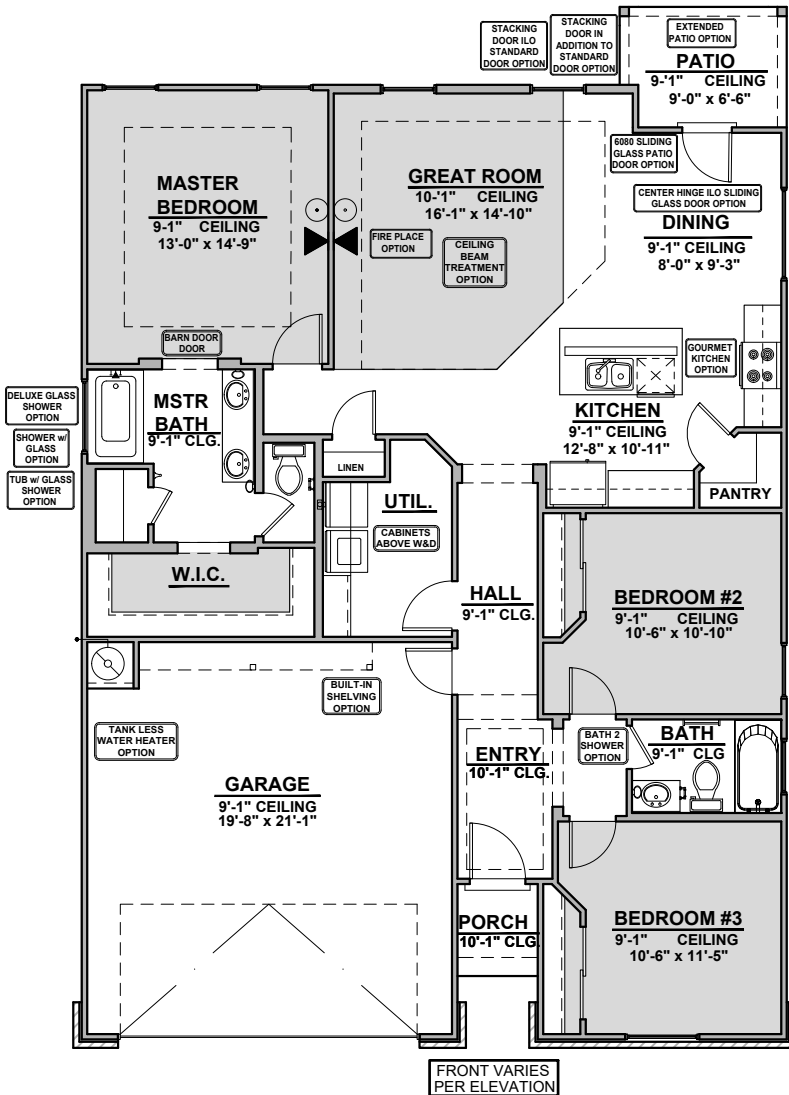 STACKING
DOOR ILO
STANDARD
DOOR OPTION
STACKING
DOOR IN
ADDITION TO
STANDARD
DOOR OPTION
EXTENDED
PATIO OPTION
PATIO
9-'1" CEILING
9'-0" x 6'-6"
MASTER
BEDROOM
9-1" CEILING
13'-0" x 14'-9"
GREAT ROOM
10-'1" CEILING
16'-1" x 14'-10"
FIRE PLACE
OPTION
CEILING
BEAM
TREATMENT
OPTION
6080 SLIDING
GLASS PATIO
DOOR OPTION
CENTER HINGE ILO SLIDING
GLASS DOOR OPTION
DINING
9'-1" CEILING
8'-0" x 9'-3"
BARN DOOR
DOOR
GOURMET
KITCHEN
OPTION
DELUXE GLASS
SHOWER
OPTION
SHOWER w/
GLASS
OPTION
TUB w/ GLASS
SHOWER
OPTION
MSTR
BATH
9'-1" CLG.
KITCHEN
9'-1" CEILING
12'-8" x 10'-11"
LINEN
PANTRY
UTIL.
CABINETS
ABOVE W&D
W.I.C.
HALL
9'-1" CLG.
BEDROOM #2
9'-1" CEILING
10'-6" x 10'-10"
BUILT-IN
SHELVING
OPTION
TANK LESS
WATER HEATER
OPTION
GARAGE
9'-1" CEILING
19'-8" x 21'-1"
ENTRY
10'-1" CLG.
BATH 2
SHOWER
OPTION
BATH
9'-1" CLG
PORCH
10'-1" CLG.
BEDROOM #3
9'-1" CEILING
10'-6" x 11'-5"
FRONT VARIES
PER ELEVATION